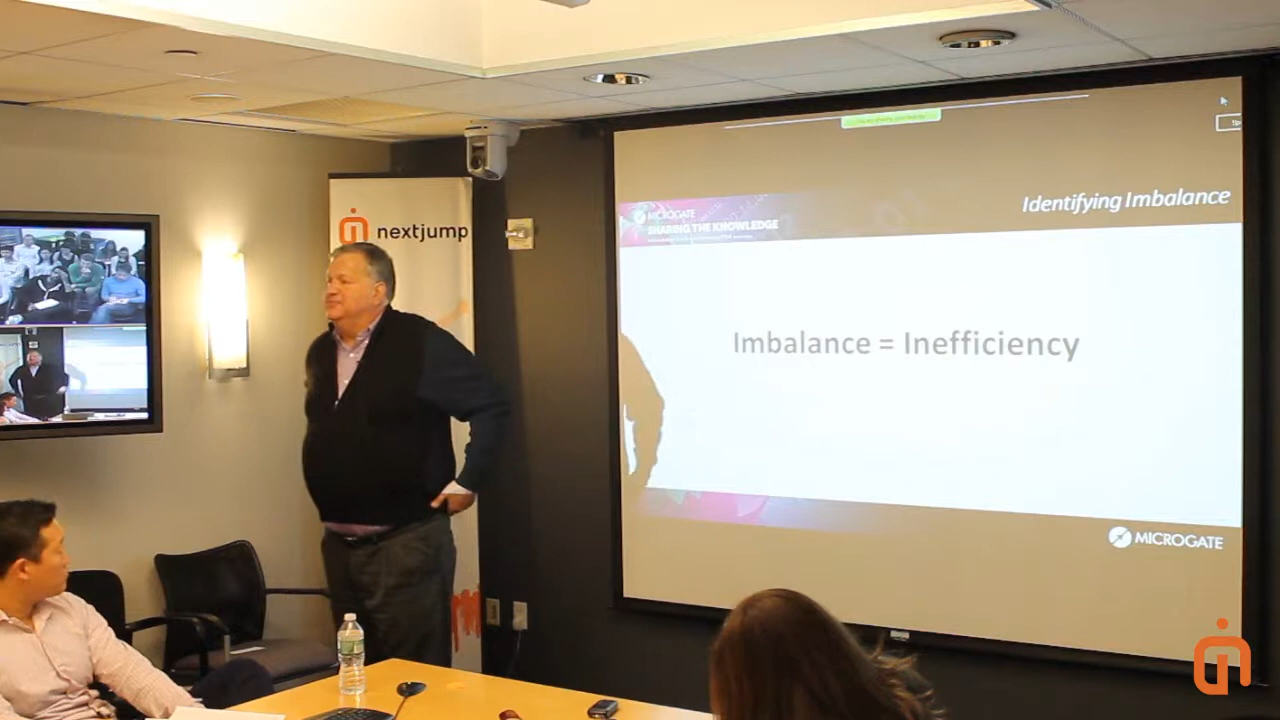 nextjump
Identifying Imbalance
MICROGATE
SHARING THE KNOWLEDGE
Imbalance = Inefficiency
MICROGATE